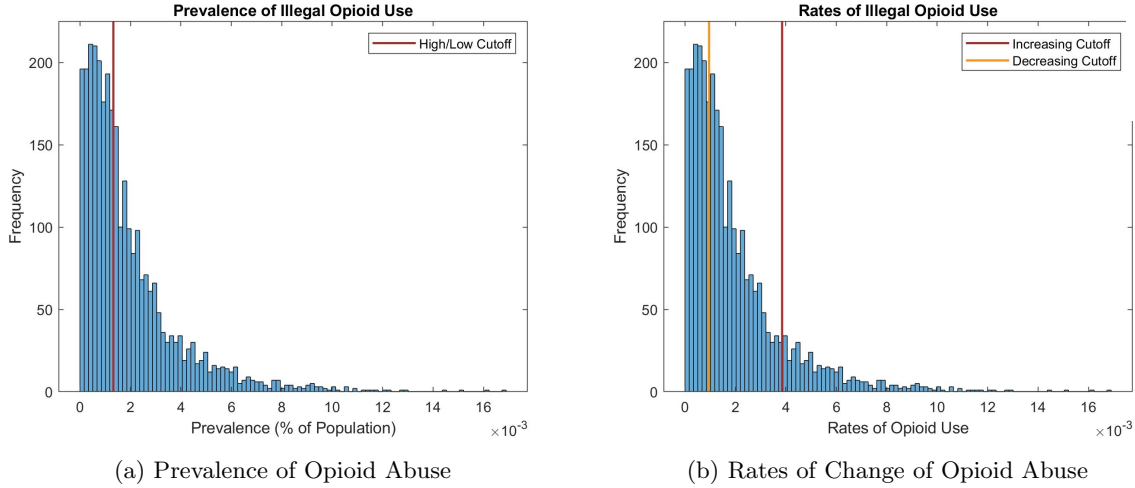 Prevalence of Illegal Opioid Use
High/Low Cutoff
200
150
100
50
0
Frequency
0 2 4 6 8 10 12 14 16
Prevalence (% of Population)
×10⁻³
(a) Prevalence of Opioid Abuse
Rates of Illegal Opioid Use
Increasing Cutoff
Decreasing Cutoff
200
150
100
50
0
Frequency
0 2 4 6 8 10 12 14 16
Rates of Opioid Use
×10⁻³
(b) Rates of Change of Opioid Abuse